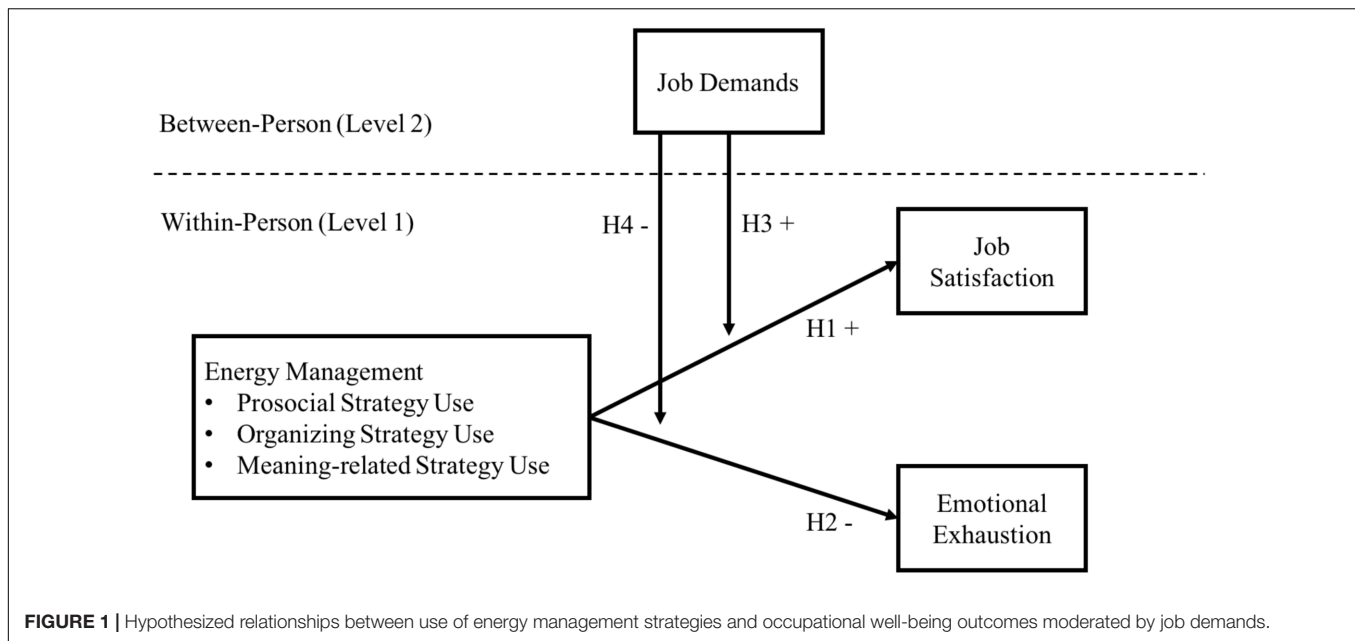 Job Demands
Between-Person (Level 2)
Within-Person (Level 1)
H4 -
H3 +
Job
Satisfaction
H1 +
Energy Management
• Prosocial Strategy Use
• Organizing Strategy Use
• Meaning-related Strategy Use
H2 -
Emotional
Exhaustion
FIGURE 1 | Hypothesized relationships between use of energy management strategies and occupational well-being outcomes moderated by job demands.